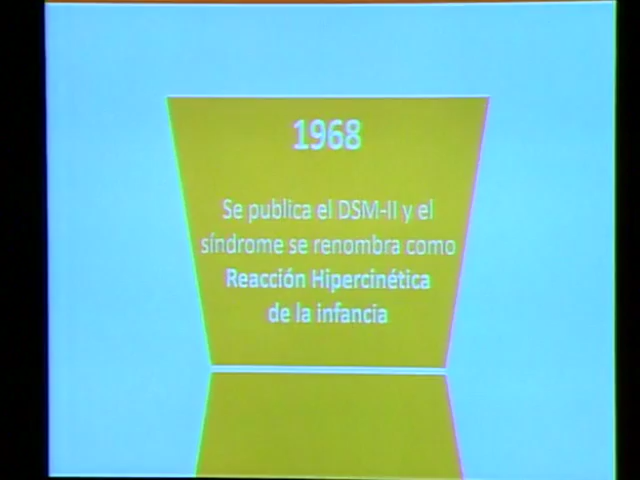 1968
Se publica el DSM-II y el
síndrome se renombra como
Reacción Hipercinética
de la infancia